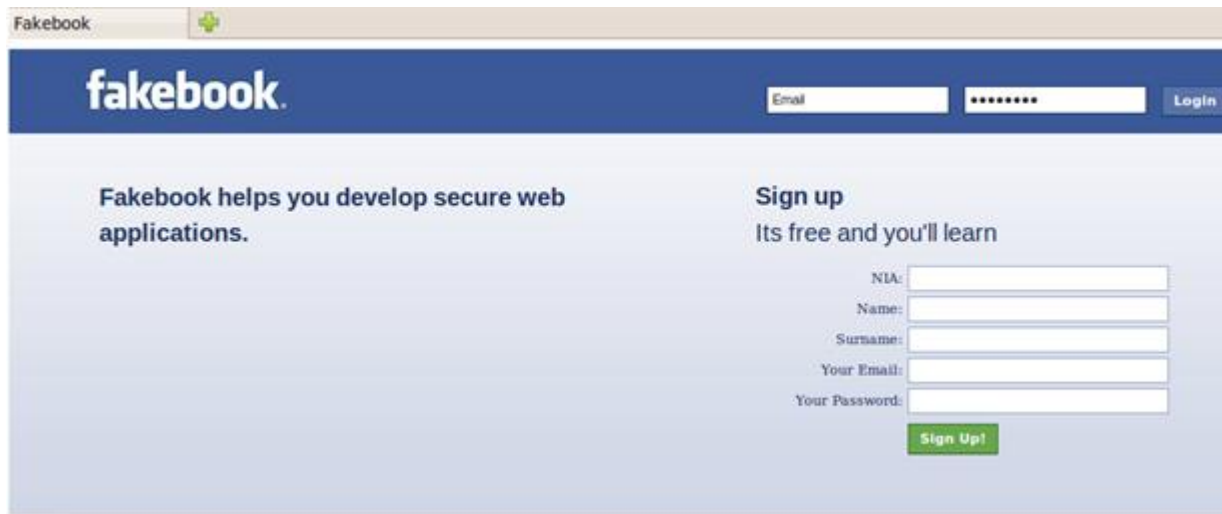 Fakebook
fakebook.
Email
••••••••
Login
Fakebook helps you develop secure web
applications.
Sign up
Its free and you'll learn
NIA:
Name:
Surname:
Your Email:
Your Password:
Sign Up!